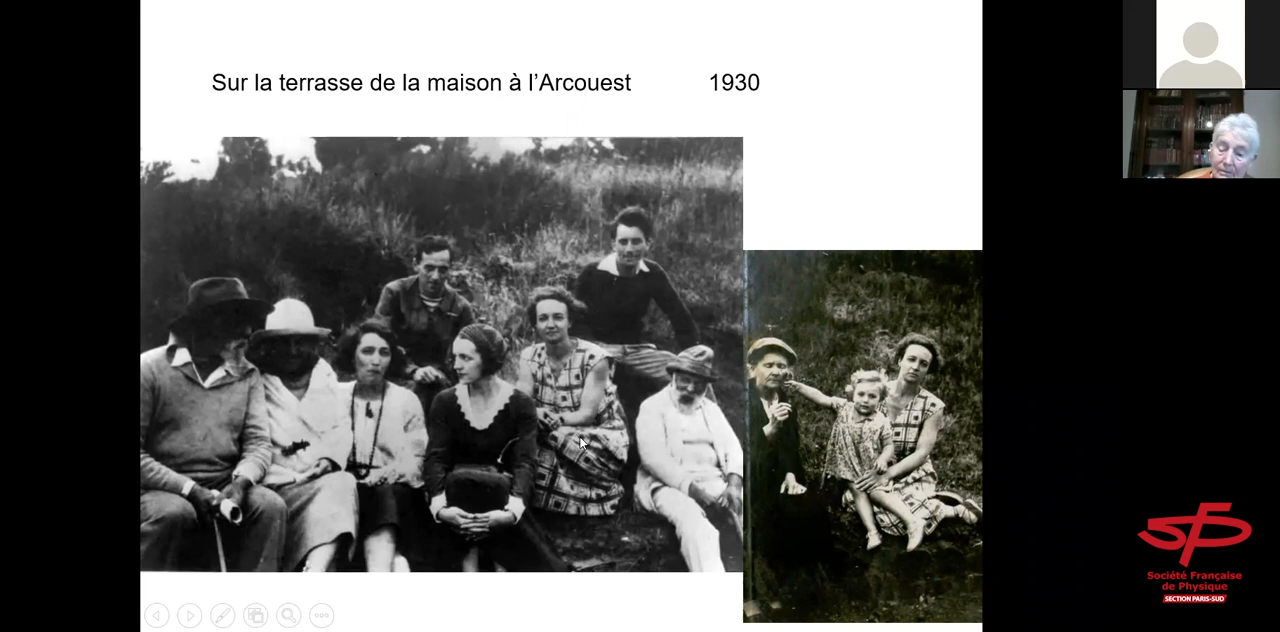 Sur la terrasse de la maison à l’Arcouest 1930
Société Française
de Physique
SECTION PARIS-SUD